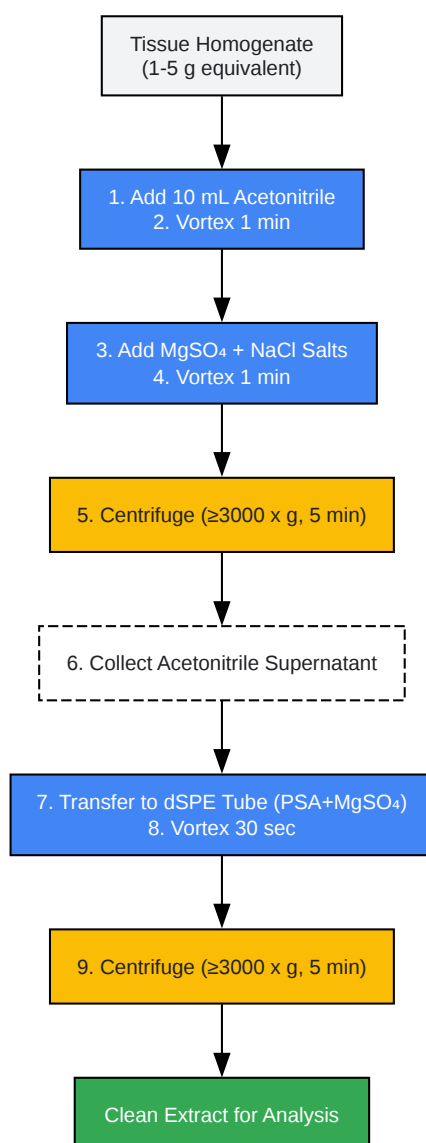 Tissue Homogenate
(1-5 g equivalent)
1. Add 10 mL Acetonitrile
2. Vortex 1 min
3. Add MgSO₄ + NaCl Salts
4. Vortex 1 min
5. Centrifuge (≥3000 x g, 5 min)
6. Collect Acetonitrile Supernatant
7. Transfer to dSPE Tube (PSA+MgSO₄)
8. Vortex 30 sec
9. Centrifuge (≥3000 x g, 5 min)
Clean Extract for Analysis